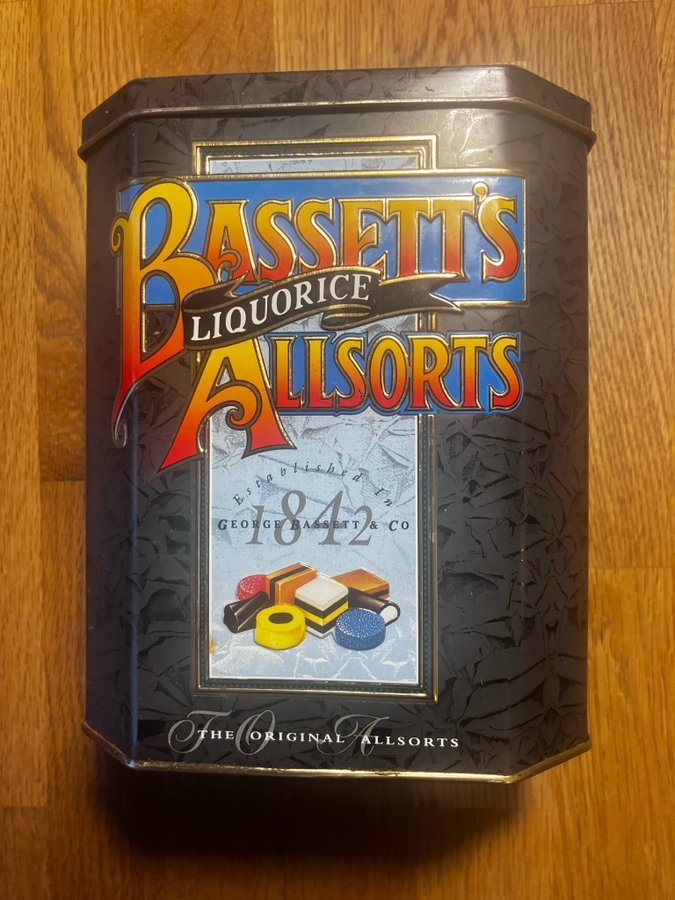 BASSETT'S
LIQUORICE
ALLSORTS
Established In
1842
GEORGE BASSETT & CO
THE ORIGINAL ALLSORTS